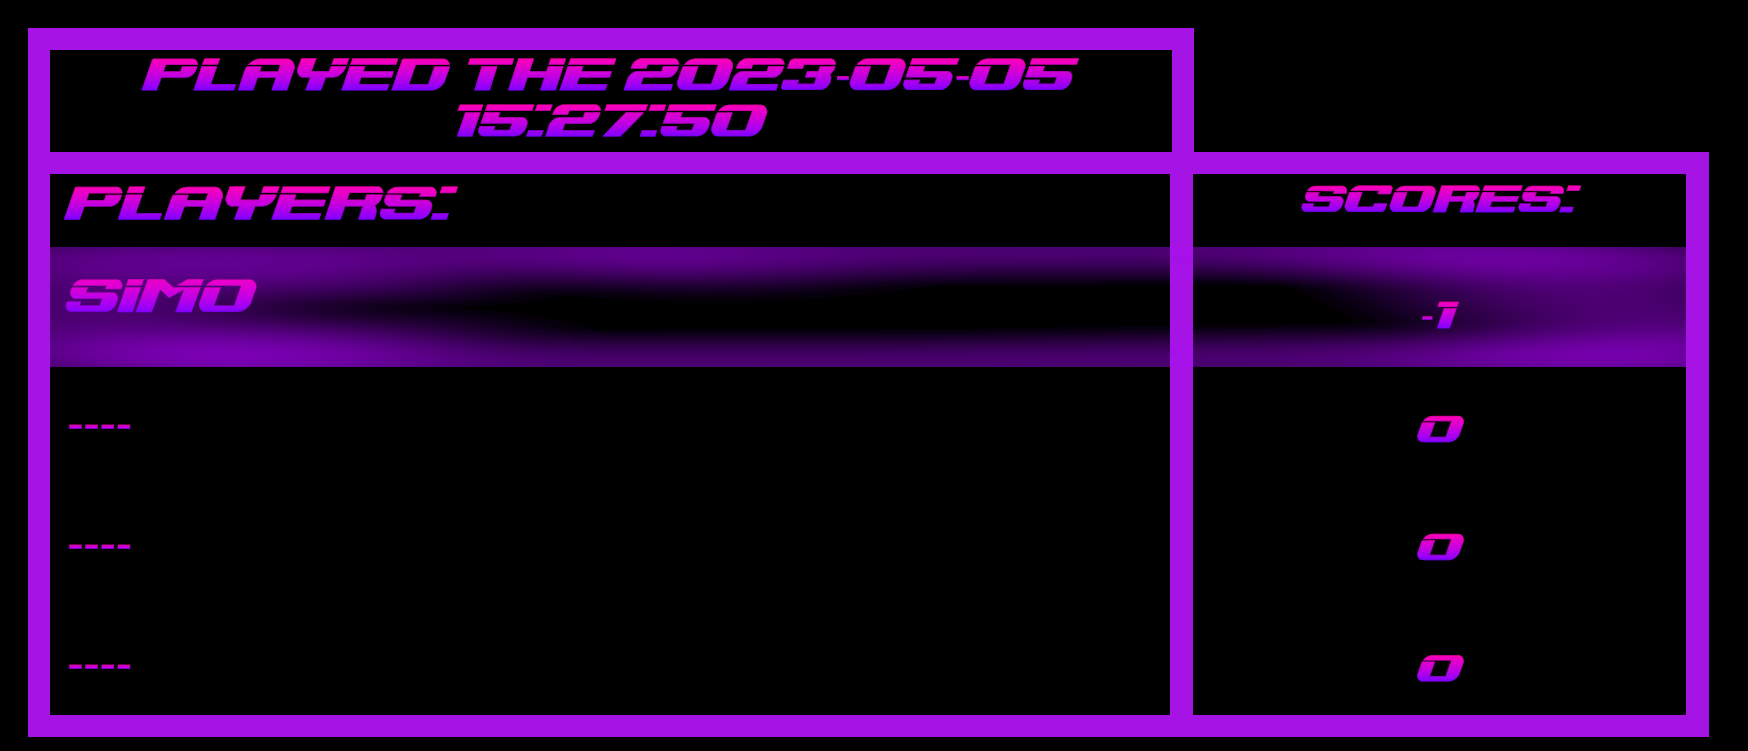 PLAYED THE 2023-05-05
15:27:50
PLAYERS: SCORES:
SIMO -1
---- 0
---- 0
---- 0